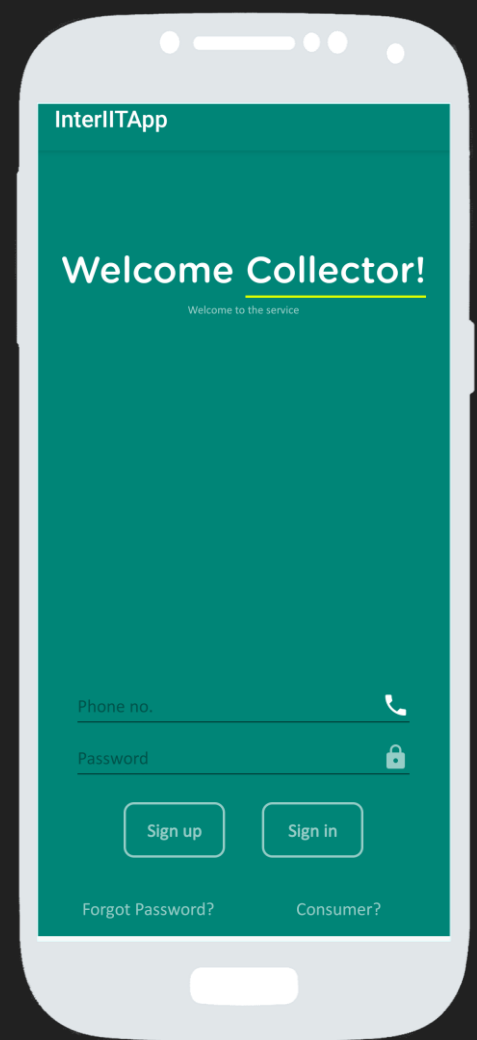 InterIITApp
Welcome Collector!
Welcome to the service
Phone no.
Password
Sign up Sign in
Forgot Password? Consumer?